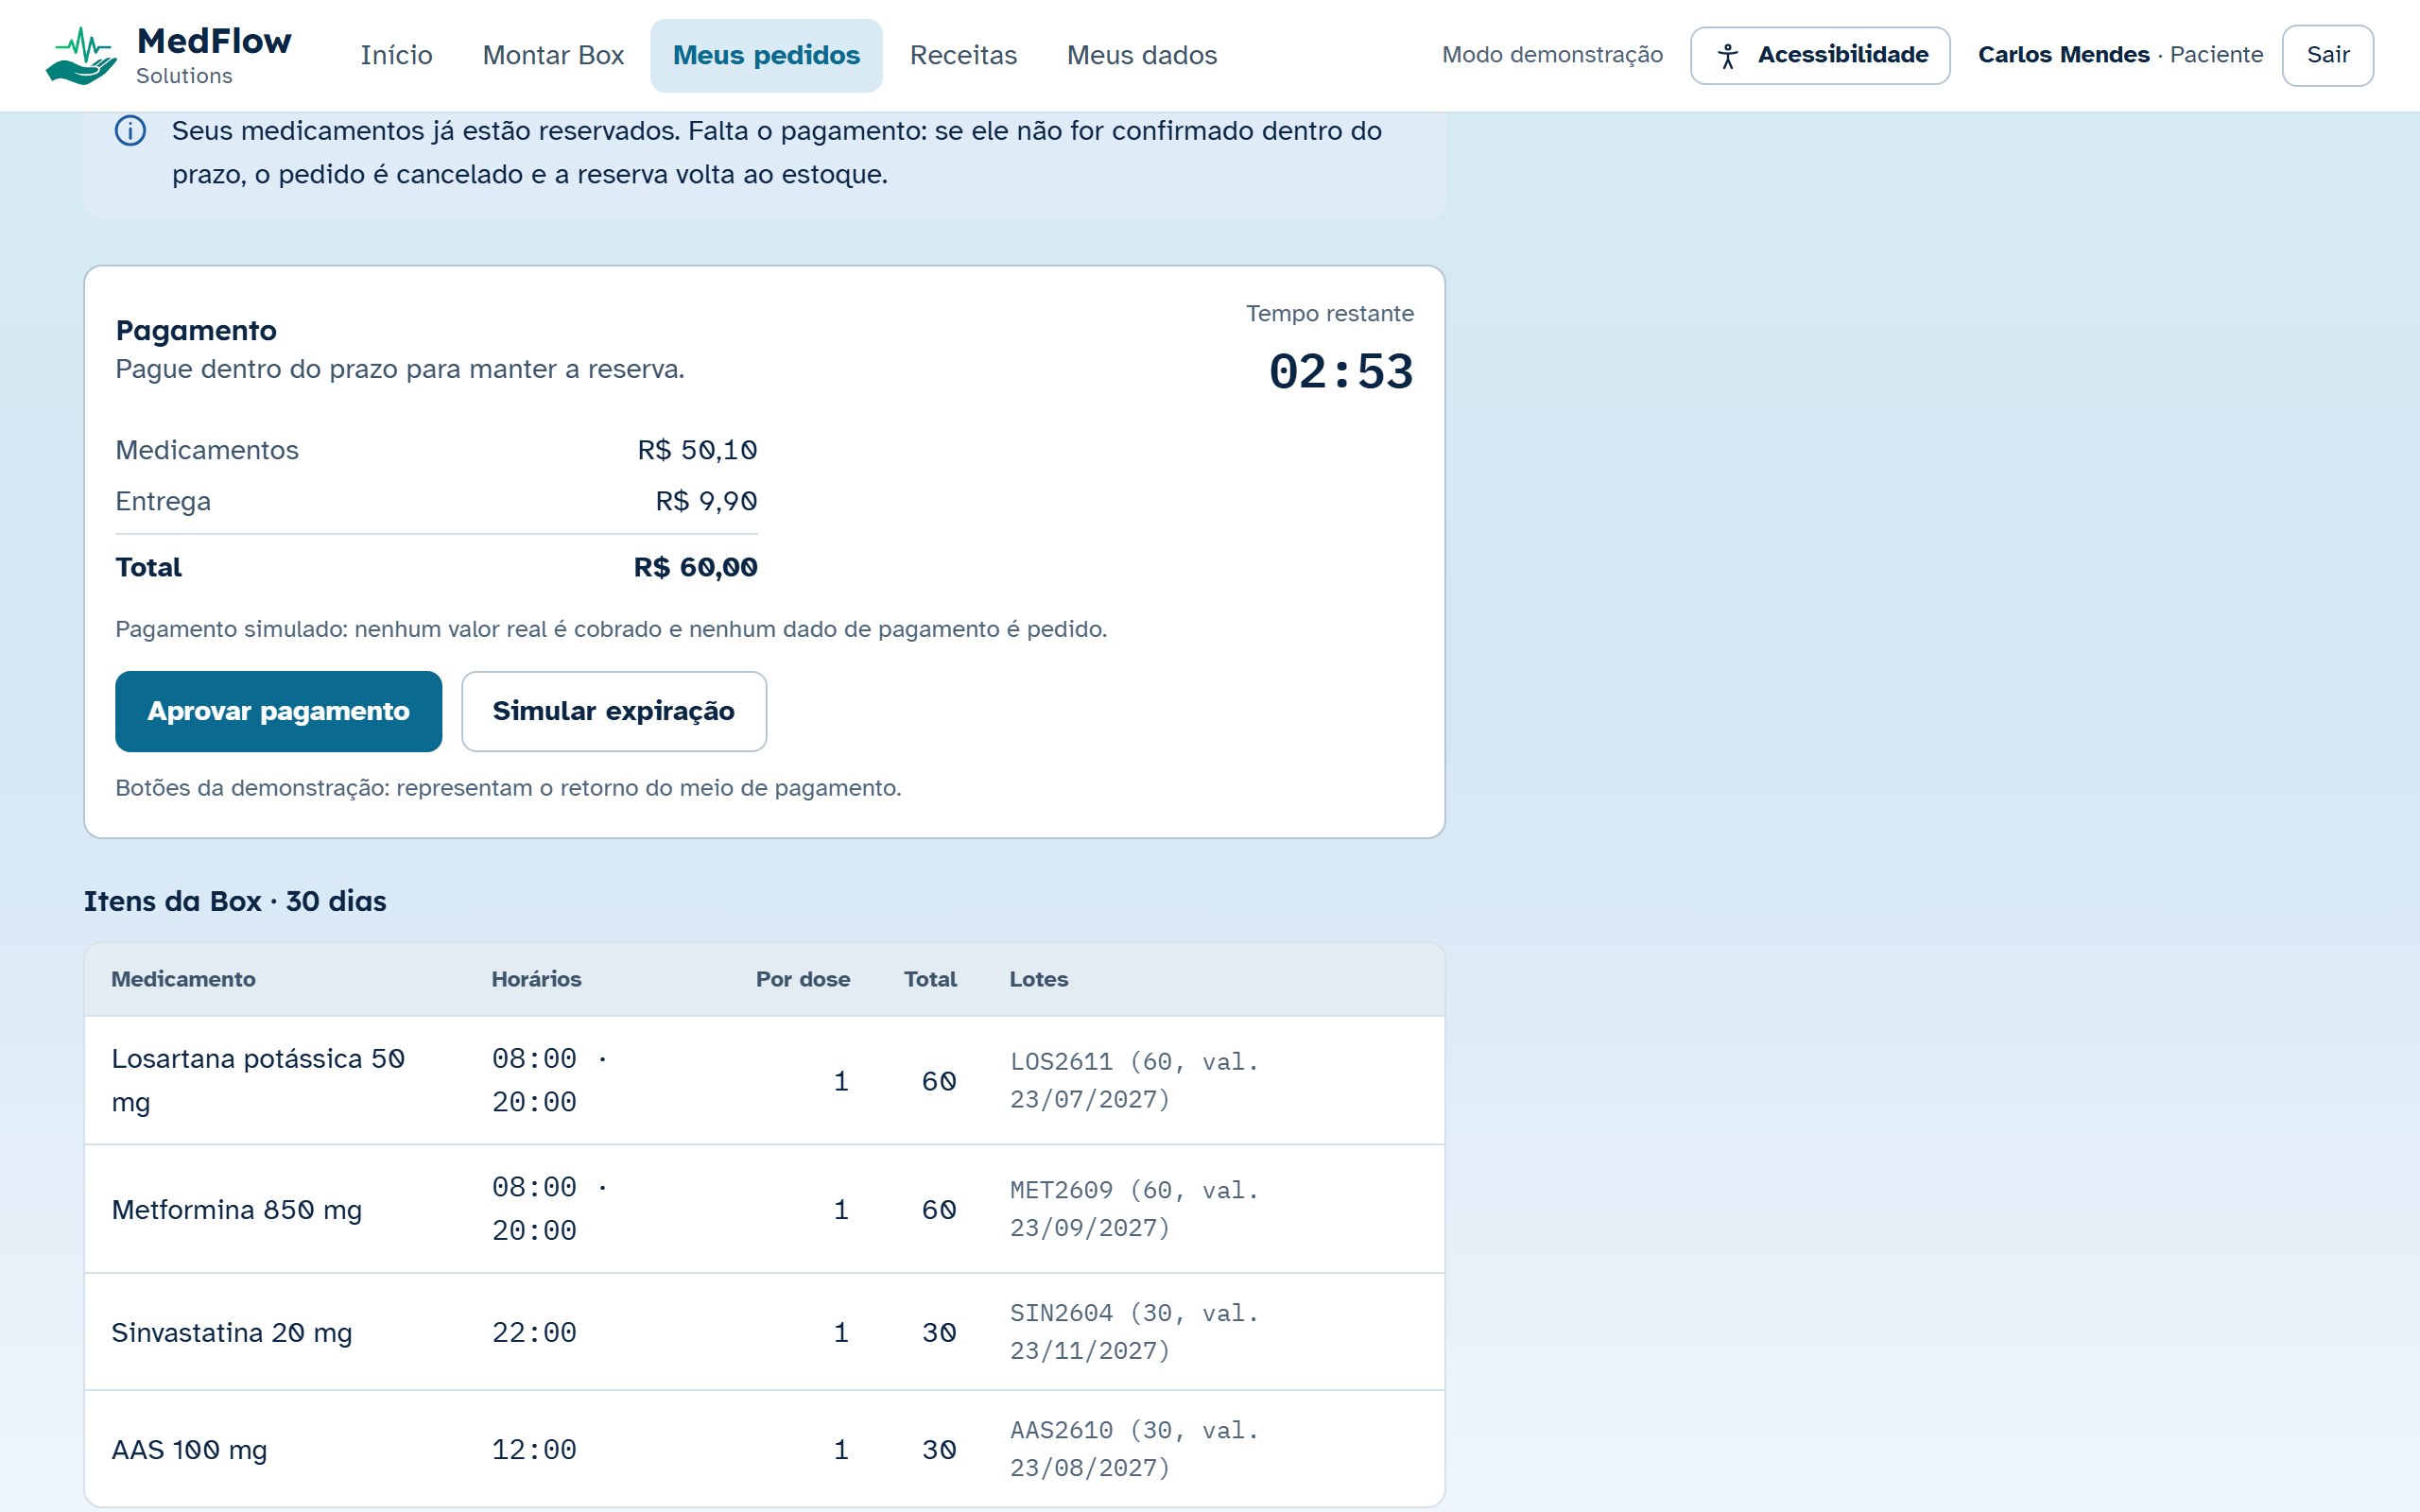 MedFlow
Solutions
Início
Montar Box
Meus pedidos
Receitas
Meus dados
Modo demonstração
Acessibilidade
Carlos Mendes · Paciente
Sair
Seus medicamentos já estão reservados. Falta o pagamento: se ele não for confirmado dentro do
prazo, o pedido é cancelado e a reserva volta ao estoque.
Pagamento
Pague dentro do prazo para manter a reserva.
Tempo restante
02:53
Medicamentos R$ 50,10
Entrega R$ 9,90
Total R$ 60,00
Pagamento simulado: nenhum valor real é cobrado e nenhum dado de pagamento é pedido.
Aprovar pagamento
Simular expiração
Botões da demonstração: representam o retorno do meio de pagamento.
Itens da Box · 30 dias
Medicamento Horários Por dose Total Lotes
Losartana potássica 50
mg
08:00 ·
20:00
1
60
LOS2611 (60, val.
23/07/2027)
Metformina 850 mg
08:00 ·
20:00
1
60
MET2609 (60, val.
23/09/2027)
Sinvastatina 20 mg
22:00
1
30
SIN2604 (30, val.
23/11/2027)
AAS 100 mg
12:00
1
30
AAS2610 (30, val.
23/08/2027)